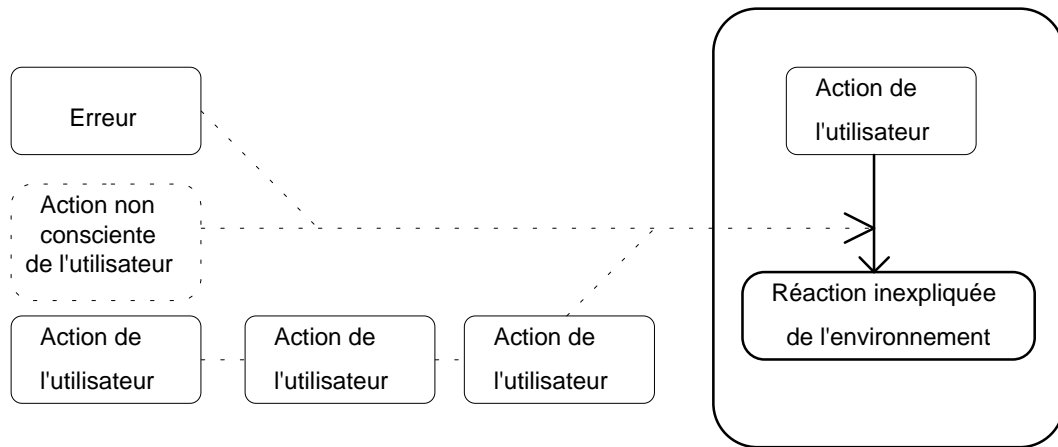 Erreur
Action non
consciente
de l'utilisateur
Action de
l'utilisateur
Action de
l'utilisateur
Action de
l'utilisateur
Action de
l'utilisateur
Réaction inexpliquée
de l'environnement